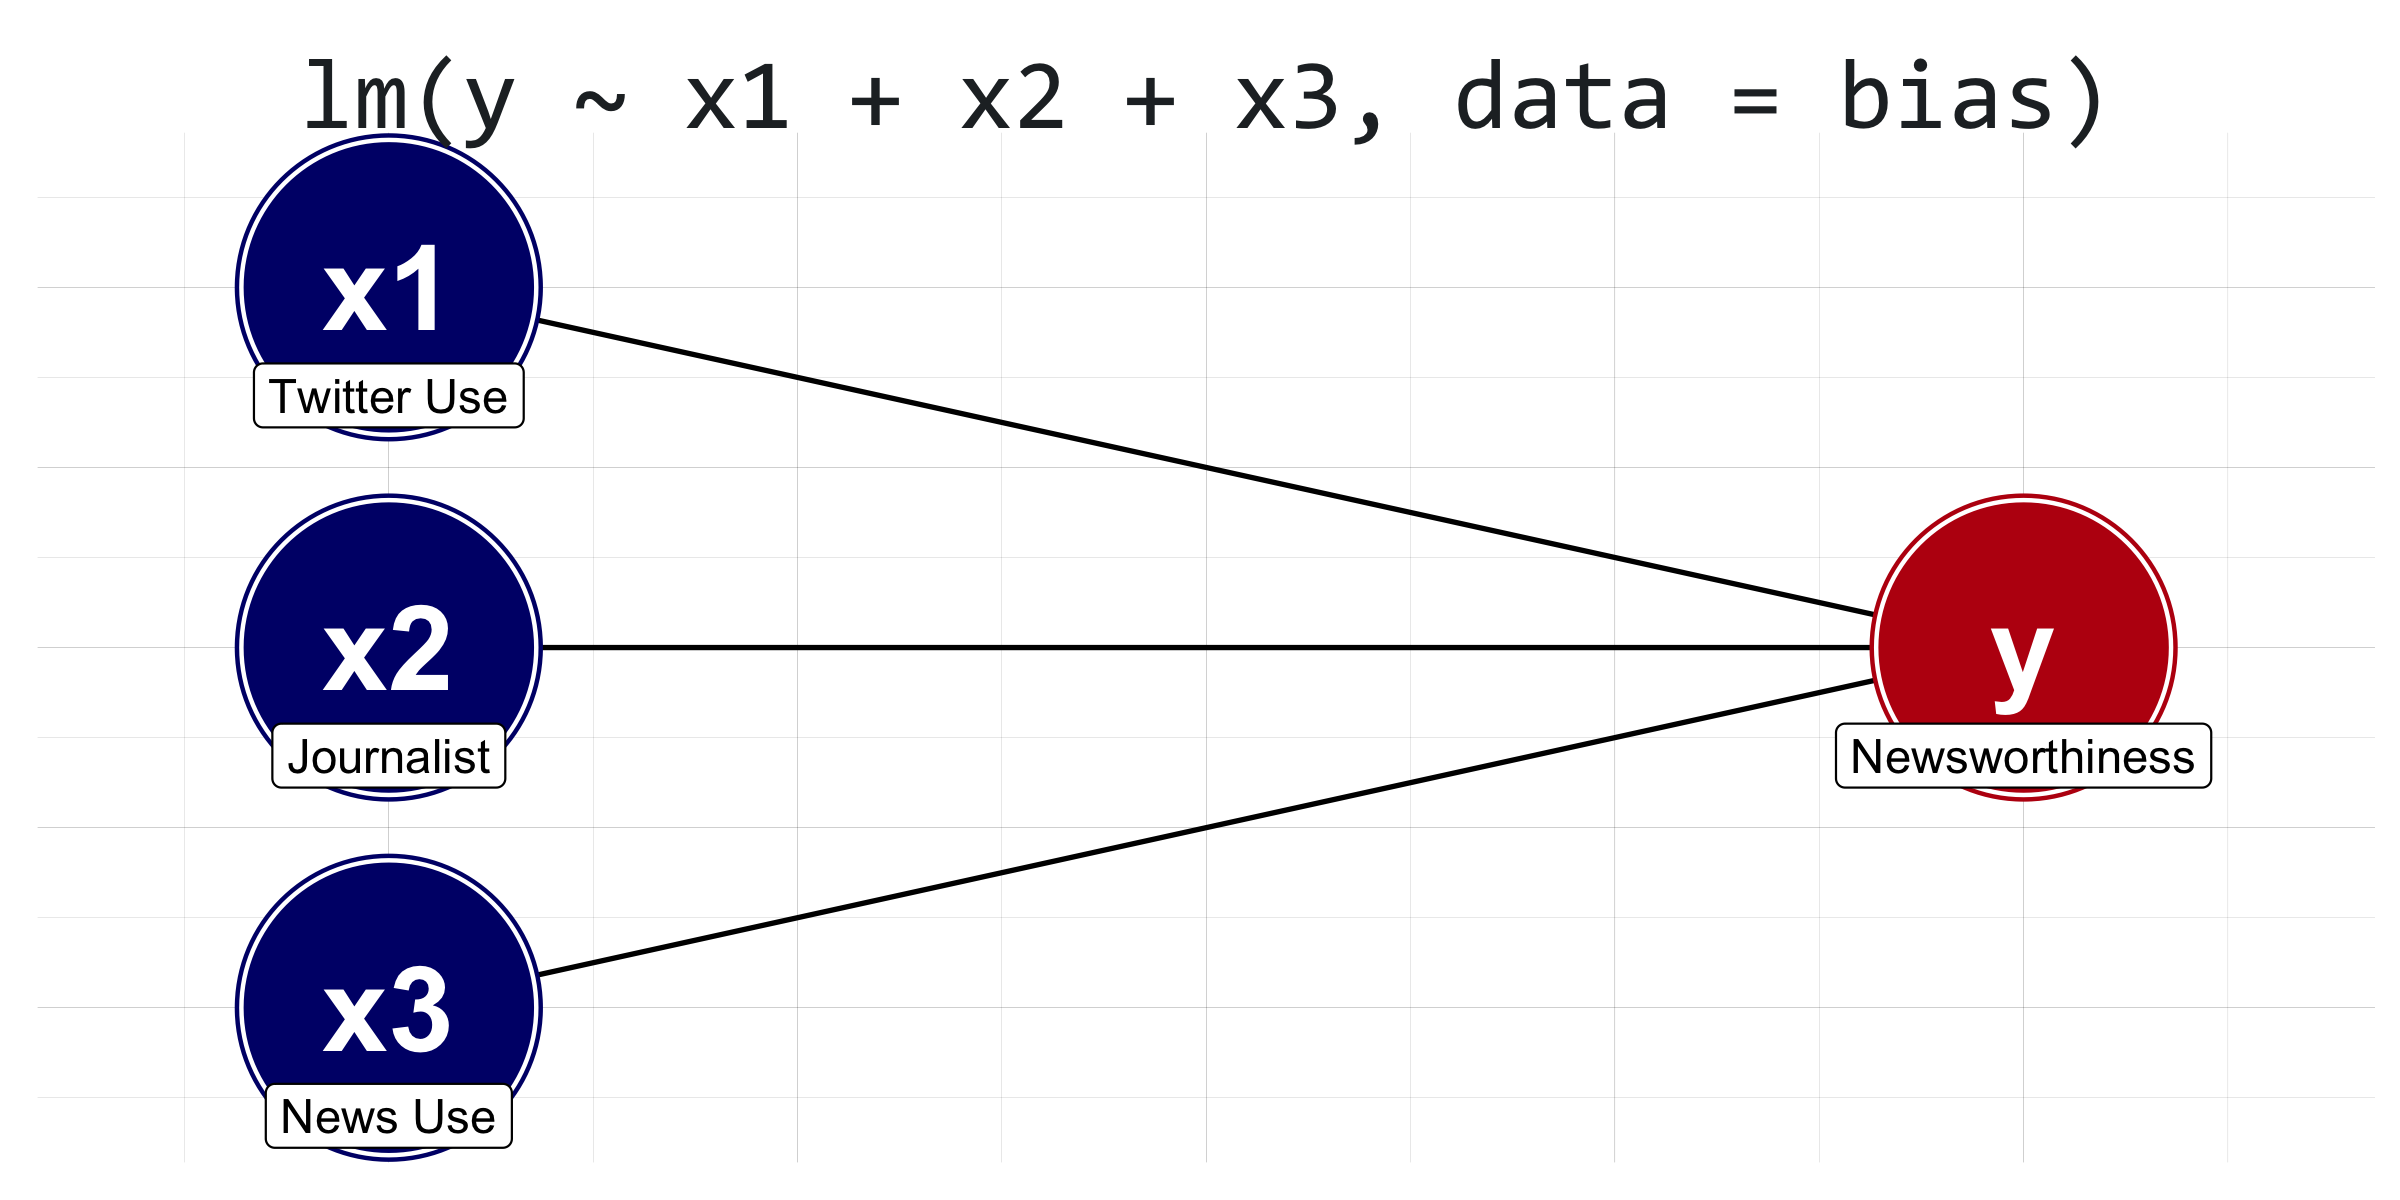 lm(y ~ x1 + x2 + x3, data = bias)
x1
Twitter Use
x2
Journalist
y
Newsworthiness
x3
News Use